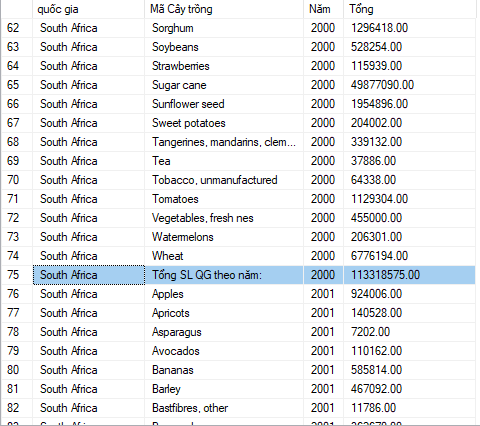 quốc gia Mã Cây trồng Năm Tổng
62 South Africa Sorghum 2000 1296418.00
63 South Africa Soybeans 2000 528254.00
64 South Africa Strawberries 2000 115939.00
65 South Africa Sugar cane 2000 49877090.00
66 South Africa Sunflower seed 2000 1954896.00
67 South Africa Sweet potatoes 2000 204002.00
68 South Africa Tangerines, mandarins, clem... 2000 339132.00
69 South Africa Tea 2000 37886.00
70 South Africa Tobacco, unmanufactured 2000 64338.00
71 South Africa Tomatoes 2000 1129304.00
72 South Africa Vegetables, fresh nes 2000 455000.00
73 South Africa Watermelons 2000 206301.00
74 South Africa Wheat 2000 6776194.00
75 South Africa Tổng SL QG theo năm: 2000 113318575.00
76 South Africa Apples 2001 924006.00
77 South Africa Apricots 2001 140528.00
78 South Africa Asparagus 2001 7202.00
79 South Africa Avocados 2001 110162.00
80 South Africa Bananas 2001 585814.00
81 South Africa Barley 2001 467092.00
82 South Africa Bastfibres, other 2001 11786.00